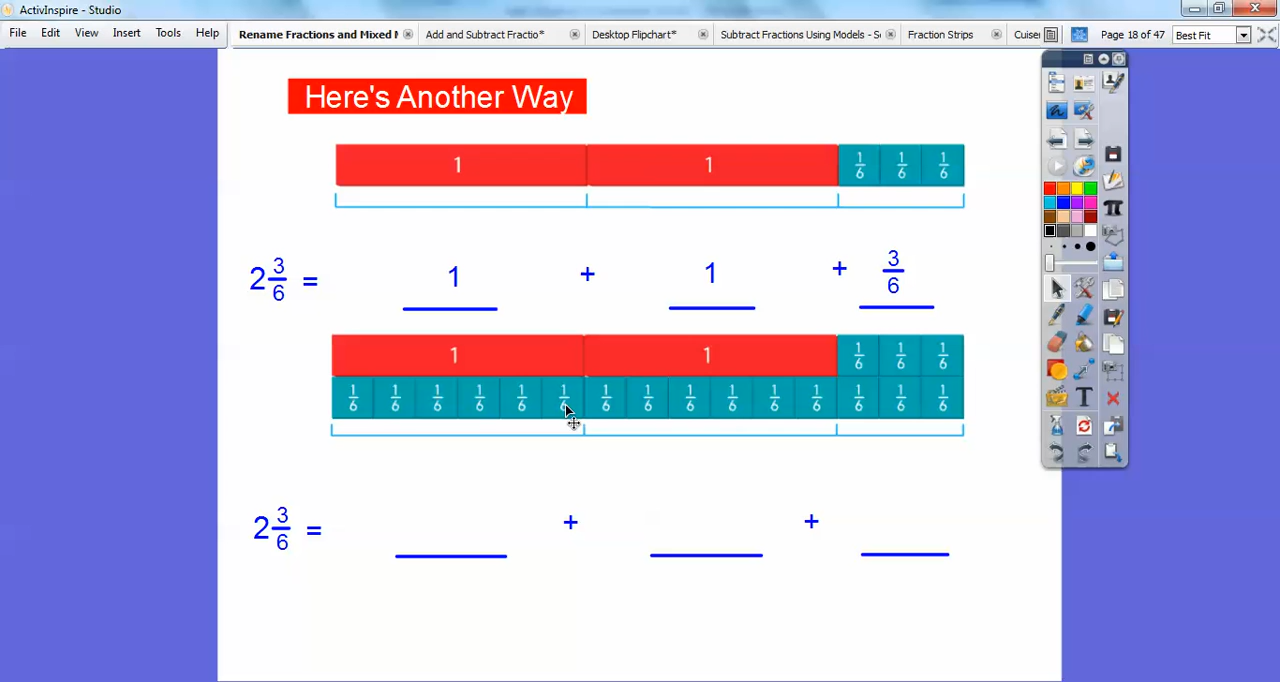 ActivInspire - Studio
File Edit View Insert Tools Help
Rename Fractions and Mixed N
Add and Subtract Fractio*
Desktop Flipchart*
Subtract Fractions Using Models - S
Fraction Strips
Cuise
Page 18 of 47
Best Fit
Here's Another Way
1 1 1/6 1/6 1/6
2 3/6 = 1 + 1 + 3/6
1 1 1/6 1/6 1/6
1/6 1/6 1/6 1/6 1/6 1/6 1/6 1/6 1/6 1/6 1/6 1/6 1/6 1/6 1/6
2 3/6 = + +